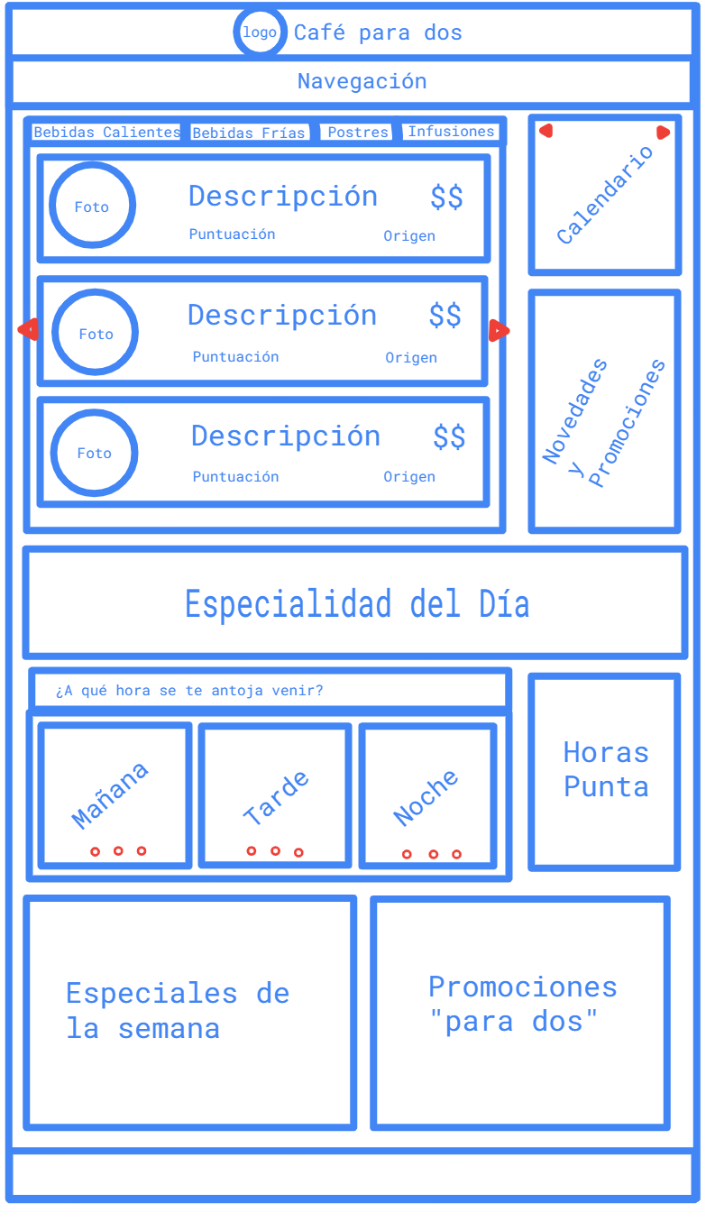 logo Café para dos
Navegación
Bebidas Calientes Bebidas Frías Postres Infusiones
Foto
Descripción $$
Puntuación Origen
Foto
Descripción $$
Puntuación Origen
Foto
Descripción $$
Puntuación Origen
Calendario
Novedades
y
Promociones
Especialidad del Día
¿A qué hora se te antoja venir?
Mañana
Tarde
Noche
Horas
Punta
Especiales de
la semana
Promociones
"para dos"